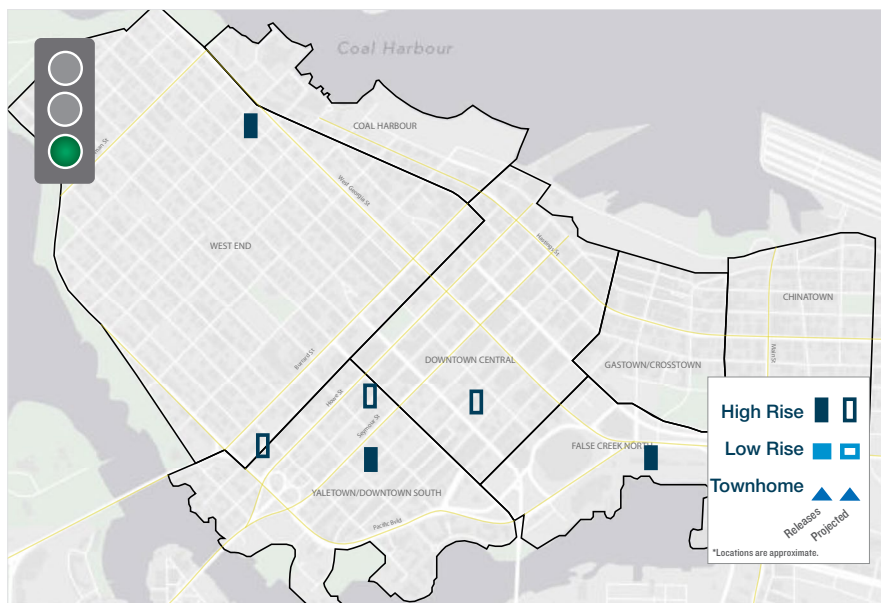 Coal Harbour
COAL HARBOUR
West Georgia St
WEST END
Hastings St
CHINATOWN
Main St
Burrard St
DOWNTOWN CENTRAL
GASTOWN/CROSSTOWN
Howe St
Seymour St
FALSE CREEK NORTH
YALETOWN/DOWNTOWN SOUTH
Pacific Blvd
High Rise
Low Rise
Townhome
Releases
Projected
*Locations are approximate.